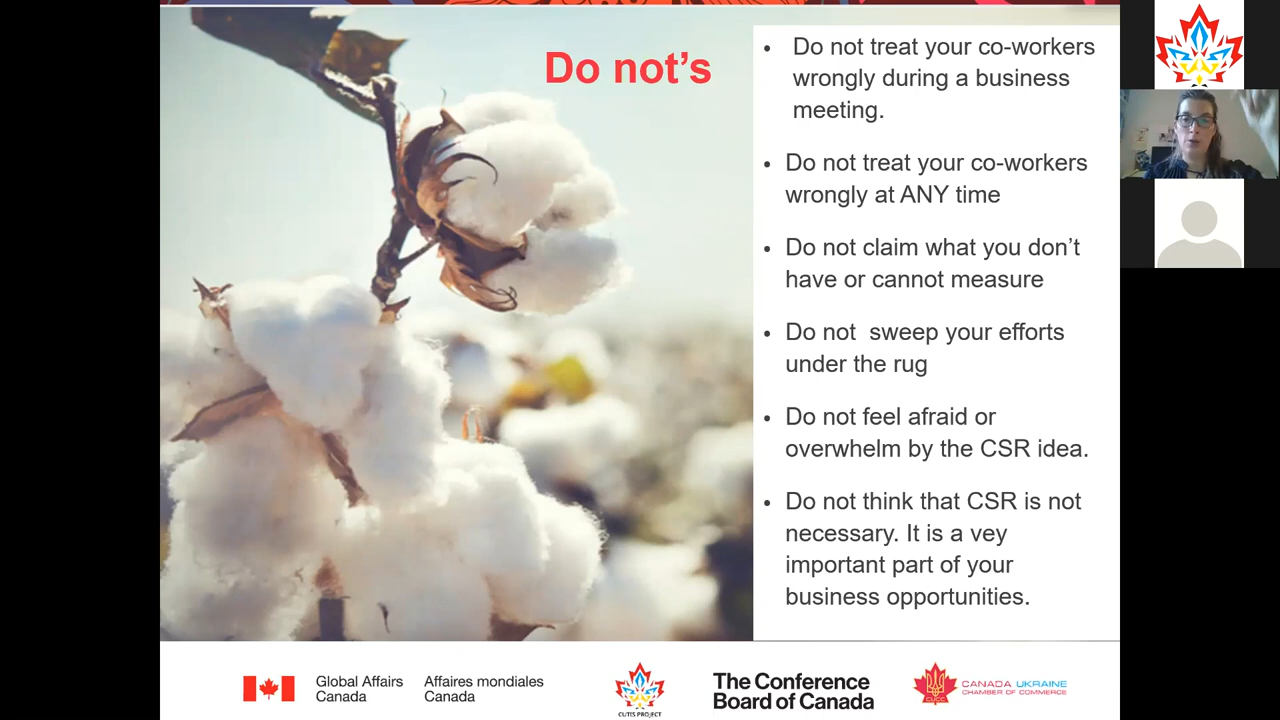 Do not's
Do not treat your co-workers
wrongly during a business
meeting.
Do not treat your co-workers
wrongly at ANY time
Do not claim what you don't
have or cannot measure
Do not  sweep your efforts
under the rug
Do not feel afraid or
overwhelm by the CSR idea.
Do not think that CSR is not
necessary. It is a vey
important part of your
business opportunities.
Global Affairs
Canada
Affaires mondiales
Canada
CUTIS PROJECT
The Conference
Board of Canada
CUCC
CANADA UKRAINE
CHAMBER OF COMMERCE